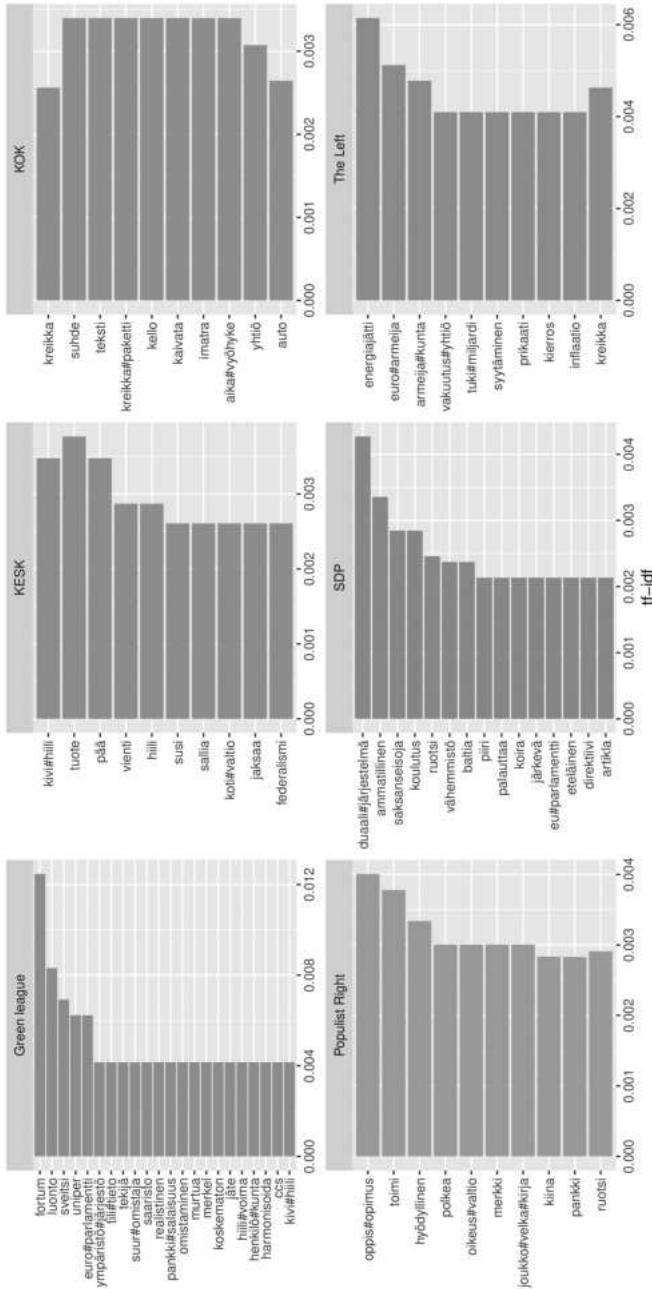 Green league
fortum
luonto
sveitsi
uniper
euro#parlamentti
ympäristö#järjestö
tili#tieto
tekijä
suur#omistaja
saaristo
realistinen
pankki#salaisuus
omistaminen
murtua
merkel
koskematon
jäte
hiili#voima
henkilö#kunta
harmonisoida
ccs
kivi#hiili
0.000
0.004
0.008
0.012
KESK
kivi#hiili
tuote
pää
vienti
hiili
susi
sallia
koti#valtio
jaksaa
federalismi
0.000
0.001
0.002
0.003
KOK
kreikka
suhde
teksti
kreikka#paketti
kello
kaivata
imatra
aika#vyöhyke
yhtiö
auto
0.000
0.001
0.002
0.003
Populist Right
oppis#opimus
toimi
hyödyllinen
polkea
oikeus#valtio
merkki
joukko#velka#kirja
kiina
pankki
ruotsi
0.000
0.001
0.002
0.003
0.004
SDP
duaali#järjestelmä
ammatillinen
saksanseisoja
koulutus
ruotsi
vähemmistö
baltia
piiri
palauttaa
koira
järkevä
eu#parlamentti
eteläinen
direktiivi
artikla
0.000
0.001
0.002
0.003
0.004
The Left
energiajätti
euro#armeija
armeija#kunta
vakuutus#yhtiö
tuki#miljardi
syytäminen
prikaati
kierros
inflaatio
kreikka
0.000
0.002
0.004
0.006
tf-idf